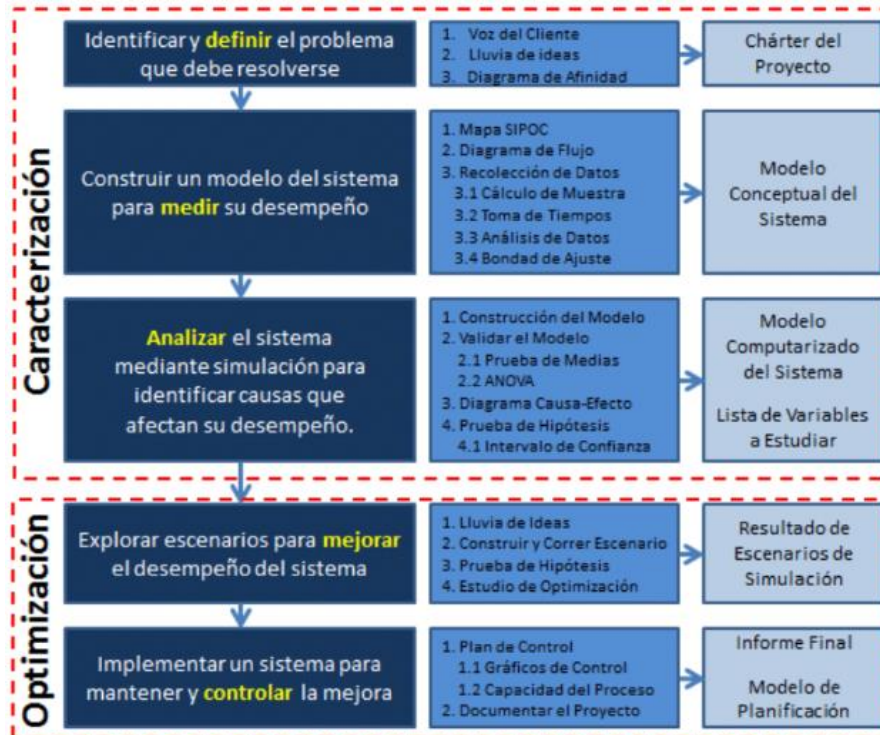 Caracterización
Identificar y definir el problema
que debe resolverse
1. Voz del Cliente
2. Lluvia de ideas
3. Diagrama de Afinidad
Chárter del
Proyecto
Construir un modelo del sistema
para medir su desempeño
1. Mapa SIPOC
2. Diagrama de Flujo
3. Recolección de Datos
3.1 Cálculo de Muestra
3.2 Toma de Tiempos
3.3 Análisis de Datos
3.4 Bondad de Ajuste
Modelo
Conceptual del
Sistema
Analizar el sistema
mediante simulación para
identificar causas que
afectan su desempeño.
1. Construcción del Modelo
2. Validar el Modelo
2.1 Prueba de Medias
2.2 ANOVA
3. Diagrama Causa-Efecto
4. Prueba de Hipótesis
4.1 Intervalo de Confianza
Modelo
Computarizado
del Sistema
Lista de Variables
a Estudiar
Optimización
Explorar escenarios para mejorar
el desempeño del sistema
1. Lluvia de Ideas
2. Construir y Correr Escenario
3. Prueba de Hipótesis
4. Estudio de Optimización
Resultado de
Escenarios de
Simulación
Implementar un sistema para
mantener y controlar la mejora
1. Plan de Control
1.1 Gráficos de Control
1.2 Capacidad del Proceso
2. Documentar el Proyecto
Informe Final
Modelo de
Planificación